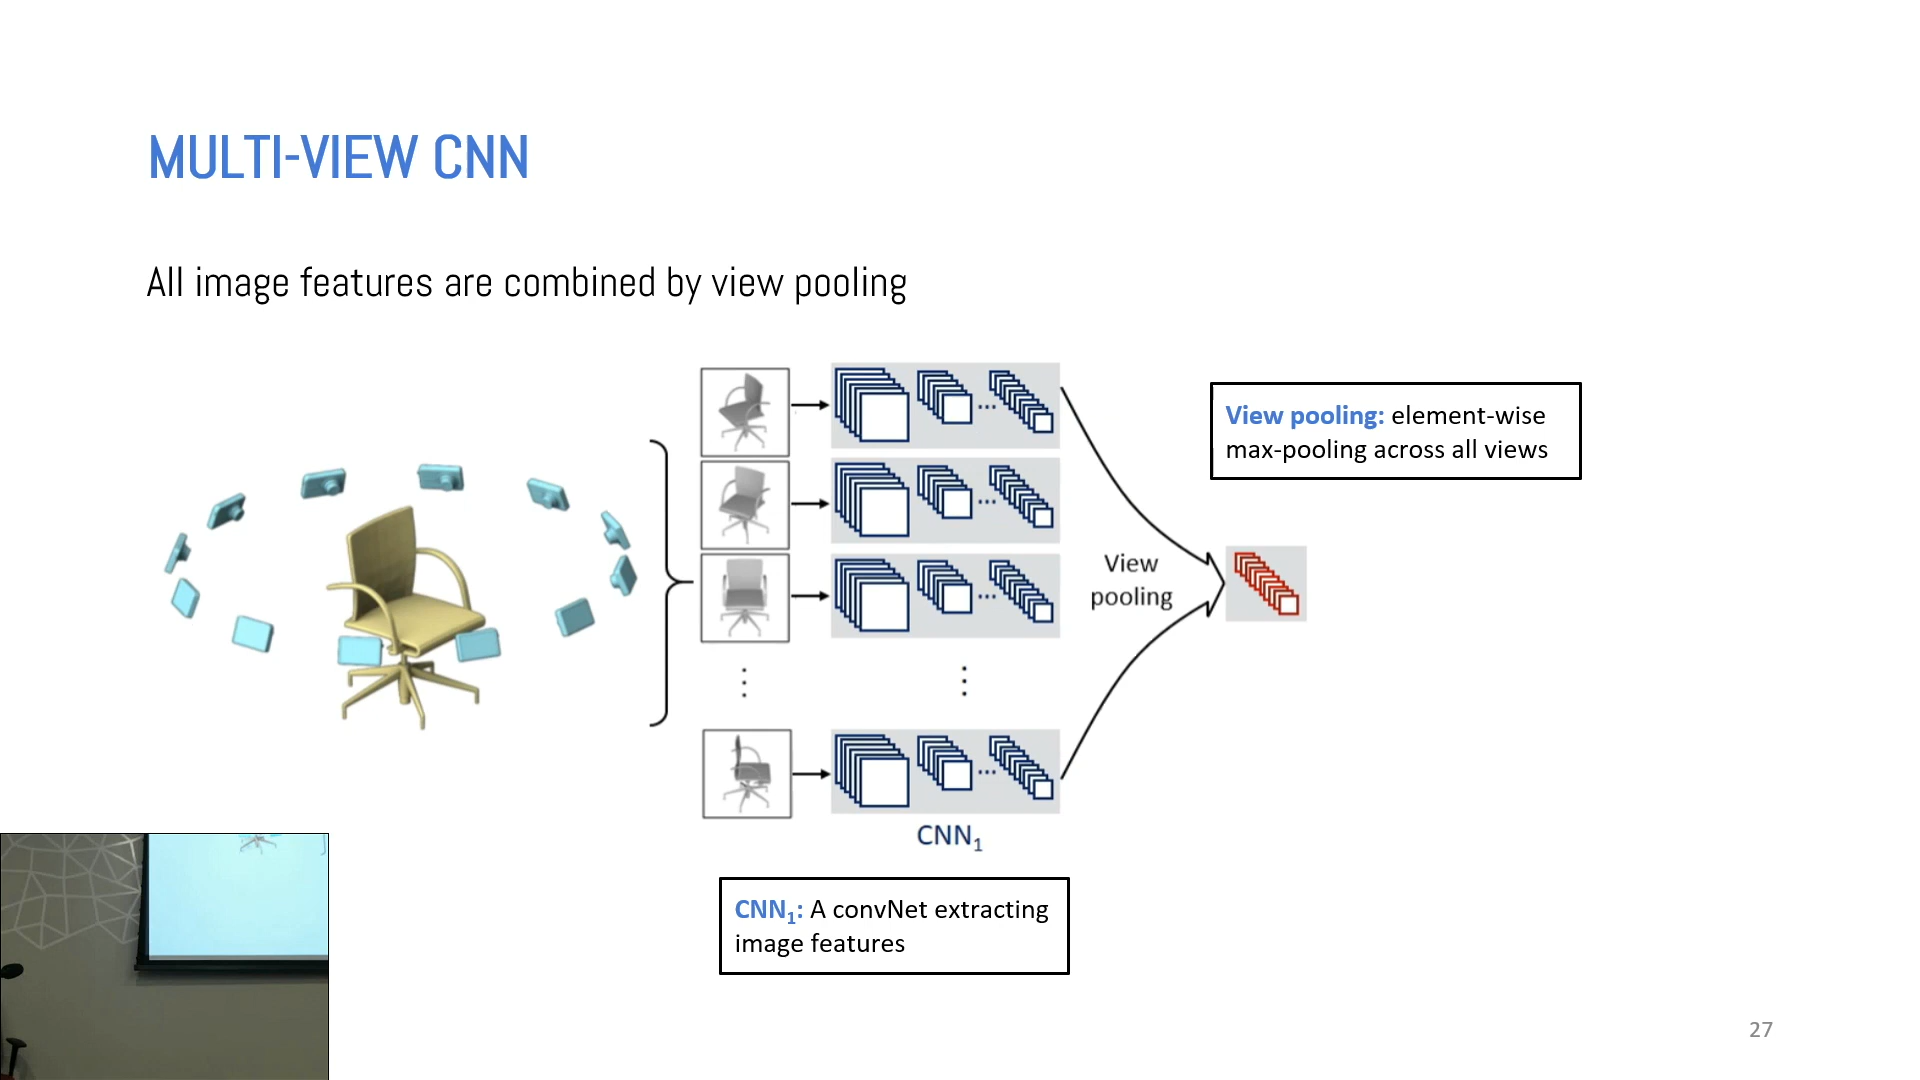 MULTI-VIEW CNN
All image features are combined by view pooling
View pooling: element-wise
max-pooling across all views
View
pooling
CNN₁
CNN₁: A convNet extracting
image features
27